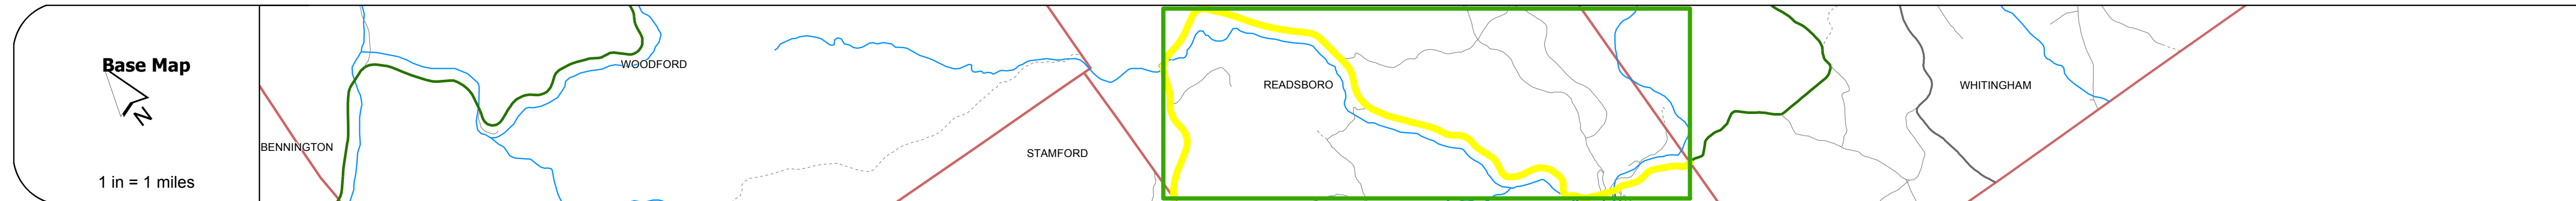 Base Map
N
1 in = 1 miles
BENNINGTON
WOODFORD
STAMFORD
READSBORO
WHITINGHAM